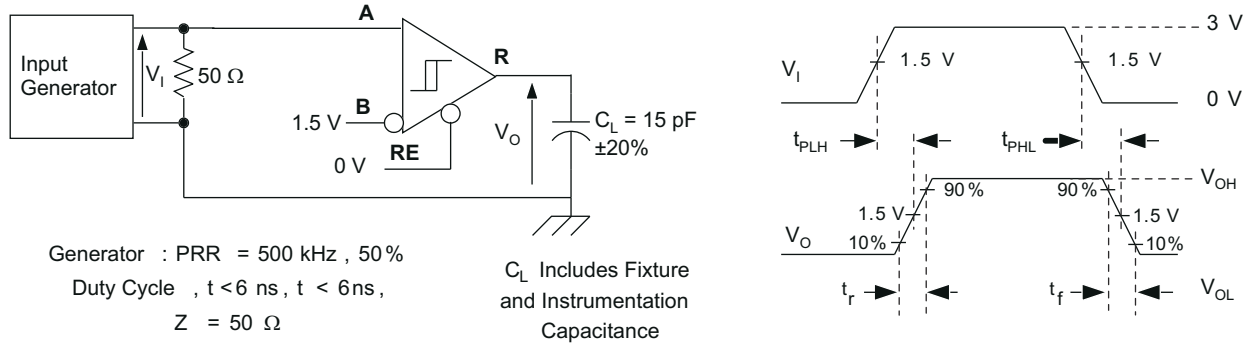 Input
Generator
V_I
50 Ω
A
B
1.5 V
0 V
RE
R
V_O
C_L = 15 pF
±20%
Generator : PRR = 500 kHz , 50%
Duty Cycle , t <6 ns , t < 6ns ,
Z = 50 Ω
C_L Includes Fixture
and Instrumentation
Capacitance
3 V
V_I
1.5 V
1.5 V
0 V
t_PLH
t_PHL
V_OH
90%
90%
1.5 V
1.5 V
V_O
10%
10%
t_r
t_f
V_OL